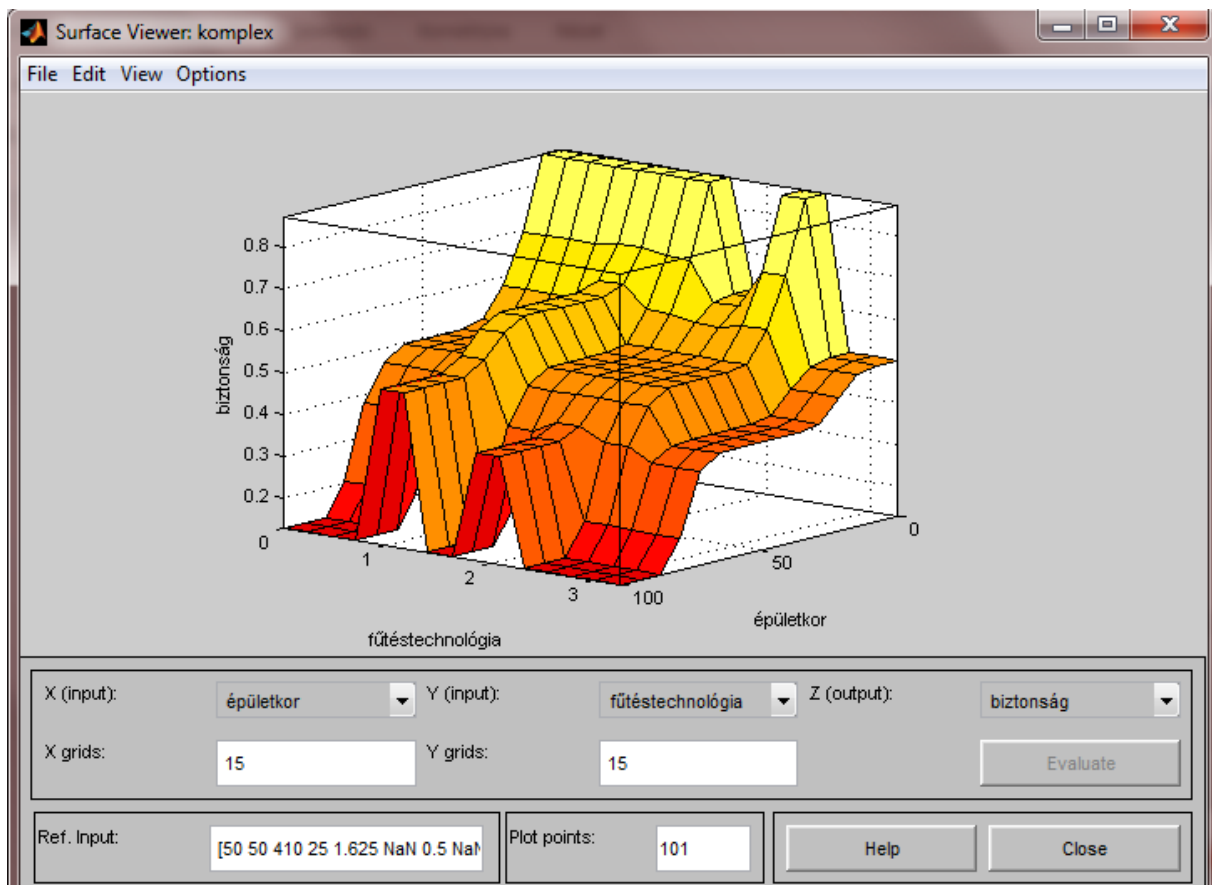 Surface Viewer: komplex
File Edit View Options
0.8
0.7
0.6
0.5
0.4
0.3
0.2
biztonság
0
1
2
3
fűtéstechnológia
100
50
0
épületkor
X (input):
épületkor
Y (input):
fűtéstechnológia
Z (output):
biztonság
X grids:
15
Y grids:
15
Evaluate
Ref. Input:
[50 50 410 25 1.625 NaN 0.5 NaN
Plot points:
101
Help
Close